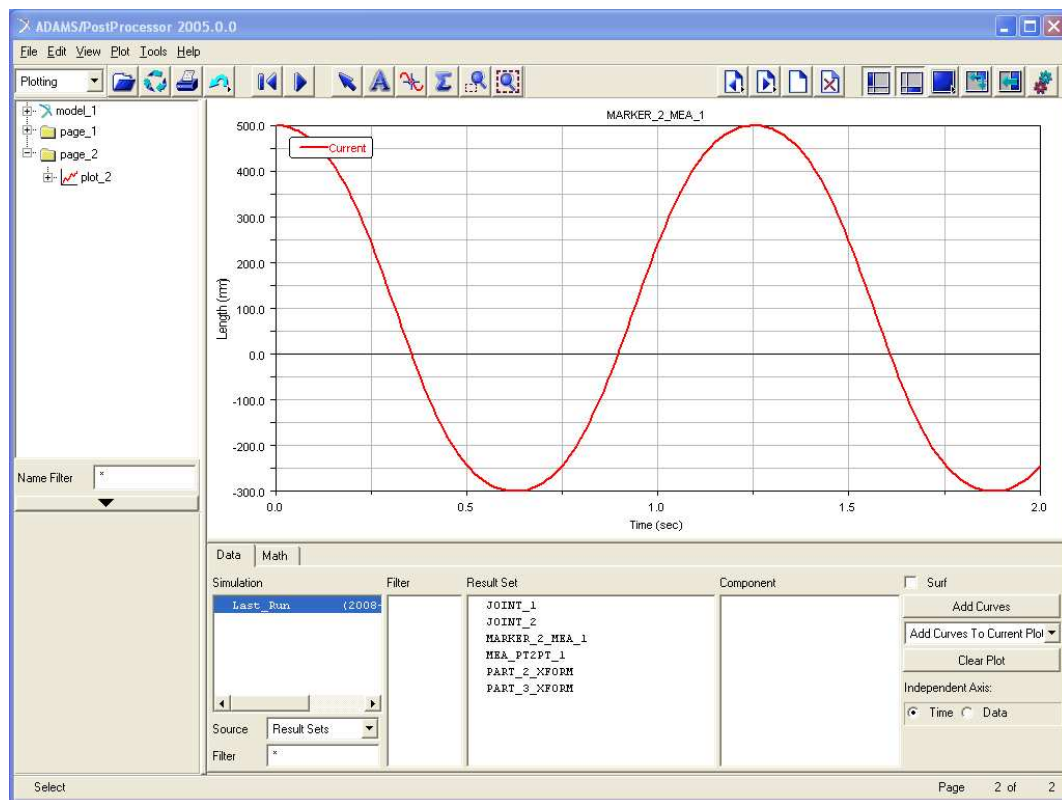 ADAMS/PostProcessor 2005.0.0
File Edit View Plot Tools Help
Plotting
model_1
page_1
page_2
plot_2
Name Filter *
MARKER_2_MEA_1
Current
500.0
400.0
300.0
200.0
100.0
0.0
-100.0
-200.0
-300.0
Length (mm)
0.0 0.5 1.0 1.5 2.0
Time (sec)
Data Math
Simulation Filter Result Set Component Surf
Last_Run (2008-
JOINT_1
JOINT_2
MARKER_2_MEA_1
MEA_PT2PT_1
PART_2_XFORM
PART_3_XFORM
Add Curves
Add Curves To Current Plot
Clear Plot
Independent Axis:
Time Data
Source Result Sets
Filter *
Select Page 2 of 2